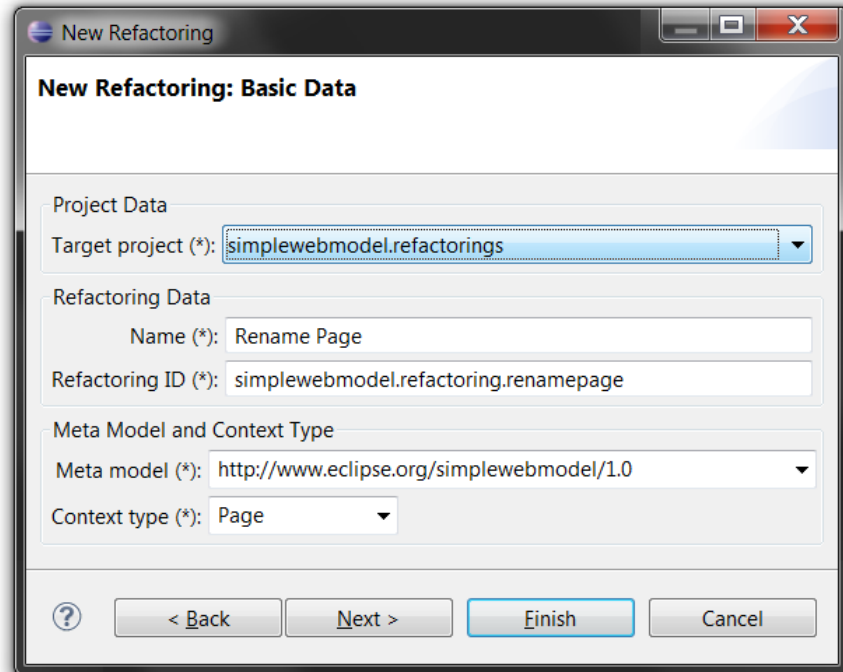 New Refactoring
New Refactoring: Basic Data
Project Data
Target project (*): simplewebmodel.refactorings
Refactoring Data
Name (*): Rename Page
Refactoring ID (*): simplewebmodel.refactoring.renamepage
Meta Model and Context Type
Meta model (*): http://www.eclipse.org/simplewebmodel/1.0
Context type (*): Page
? < Back Next > Finish Cancel